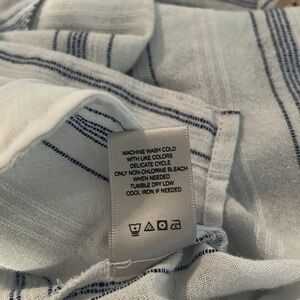 MACHINE WASH COLD
WITH LIKE COLORS
DELICATE CYCLE
ONLY NON-CHLORINE BLEACH
WHEN NEEDED
TUMBLE DRY LOW
COOL IRON IF NEEDED